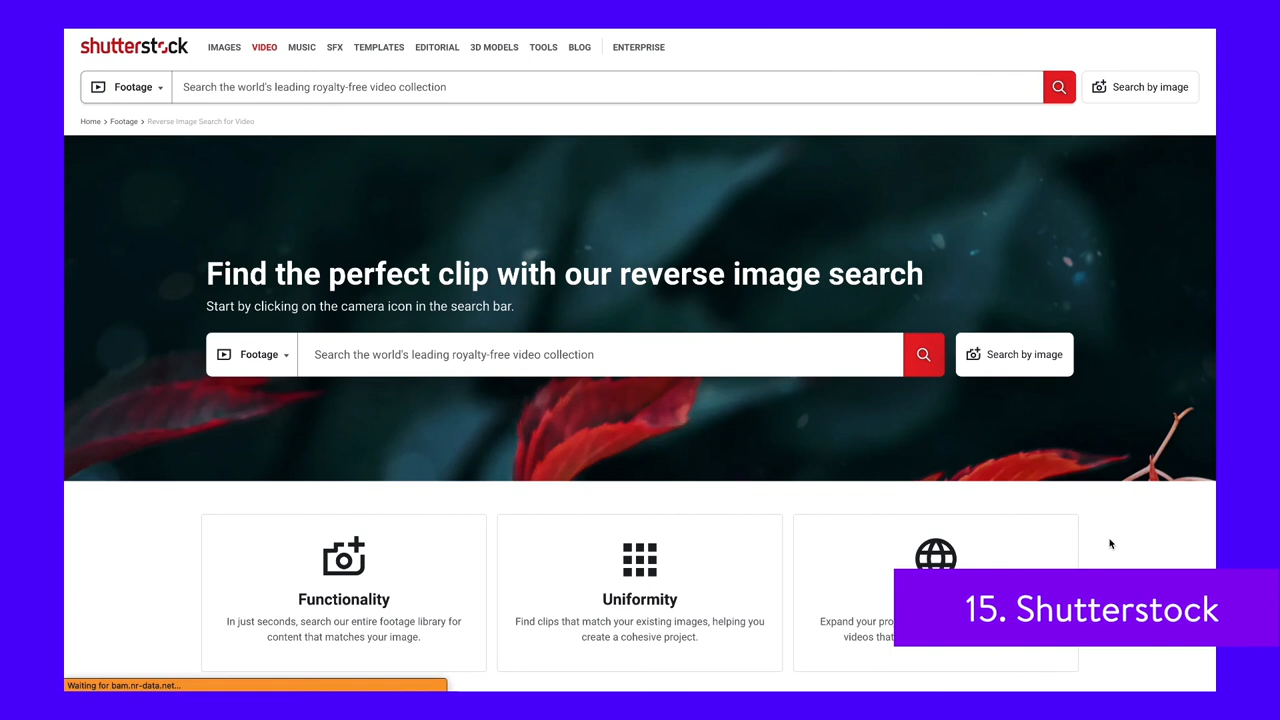 shutterstock
IMAGES VIDEO MUSIC SFX TEMPLATES EDITORIAL 3D MODELS TOOLS BLOG ENTERPRISE
Footage Search the world's leading royalty-free video collection Search by image
Home > Footage > Reverse Image Search for Video
Find the perfect clip with our reverse image search
Start by clicking on the camera icon in the search bar.
Footage Search the world's leading royalty-free video collection Search by image
Functionality
In just seconds, search our entire footage library for
content that matches your image.
Uniformity
Find clips that match your existing images, helping you
create a cohesive project.
Expand your
videos
15. Shutterstock
Waiting for bam.nr-data.net...